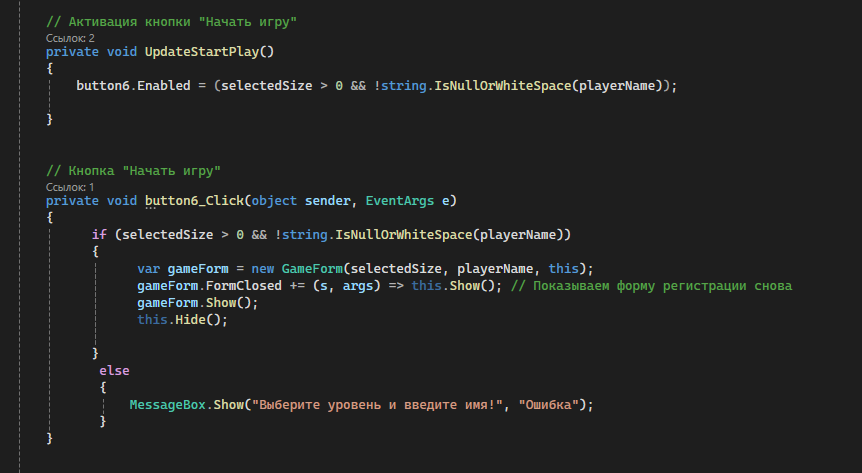 // Активация кнопки "Начать игру"
Ссылок: 2
private void UpdateStartPlay()
{
button6.Enabled = (selectedSize > 0 && !string.IsNullOrWhiteSpace(playerName));
}
// Кнопка "Начать игру"
Ссылок: 1
private void button6_Click(object sender, EventArgs e)
{
if (selectedSize > 0 && !string.IsNullOrWhiteSpace(playerName))
{
var gameForm = new GameForm(selectedSize, playerName, this);
gameForm.FormClosed += (s, args) => this.Show(); // Показываем форму регистрации снова
gameForm.Show();
this.Hide();
}
else
{
MessageBox.Show("Выберите уровень и введите имя!", "Ошибка");
}
}